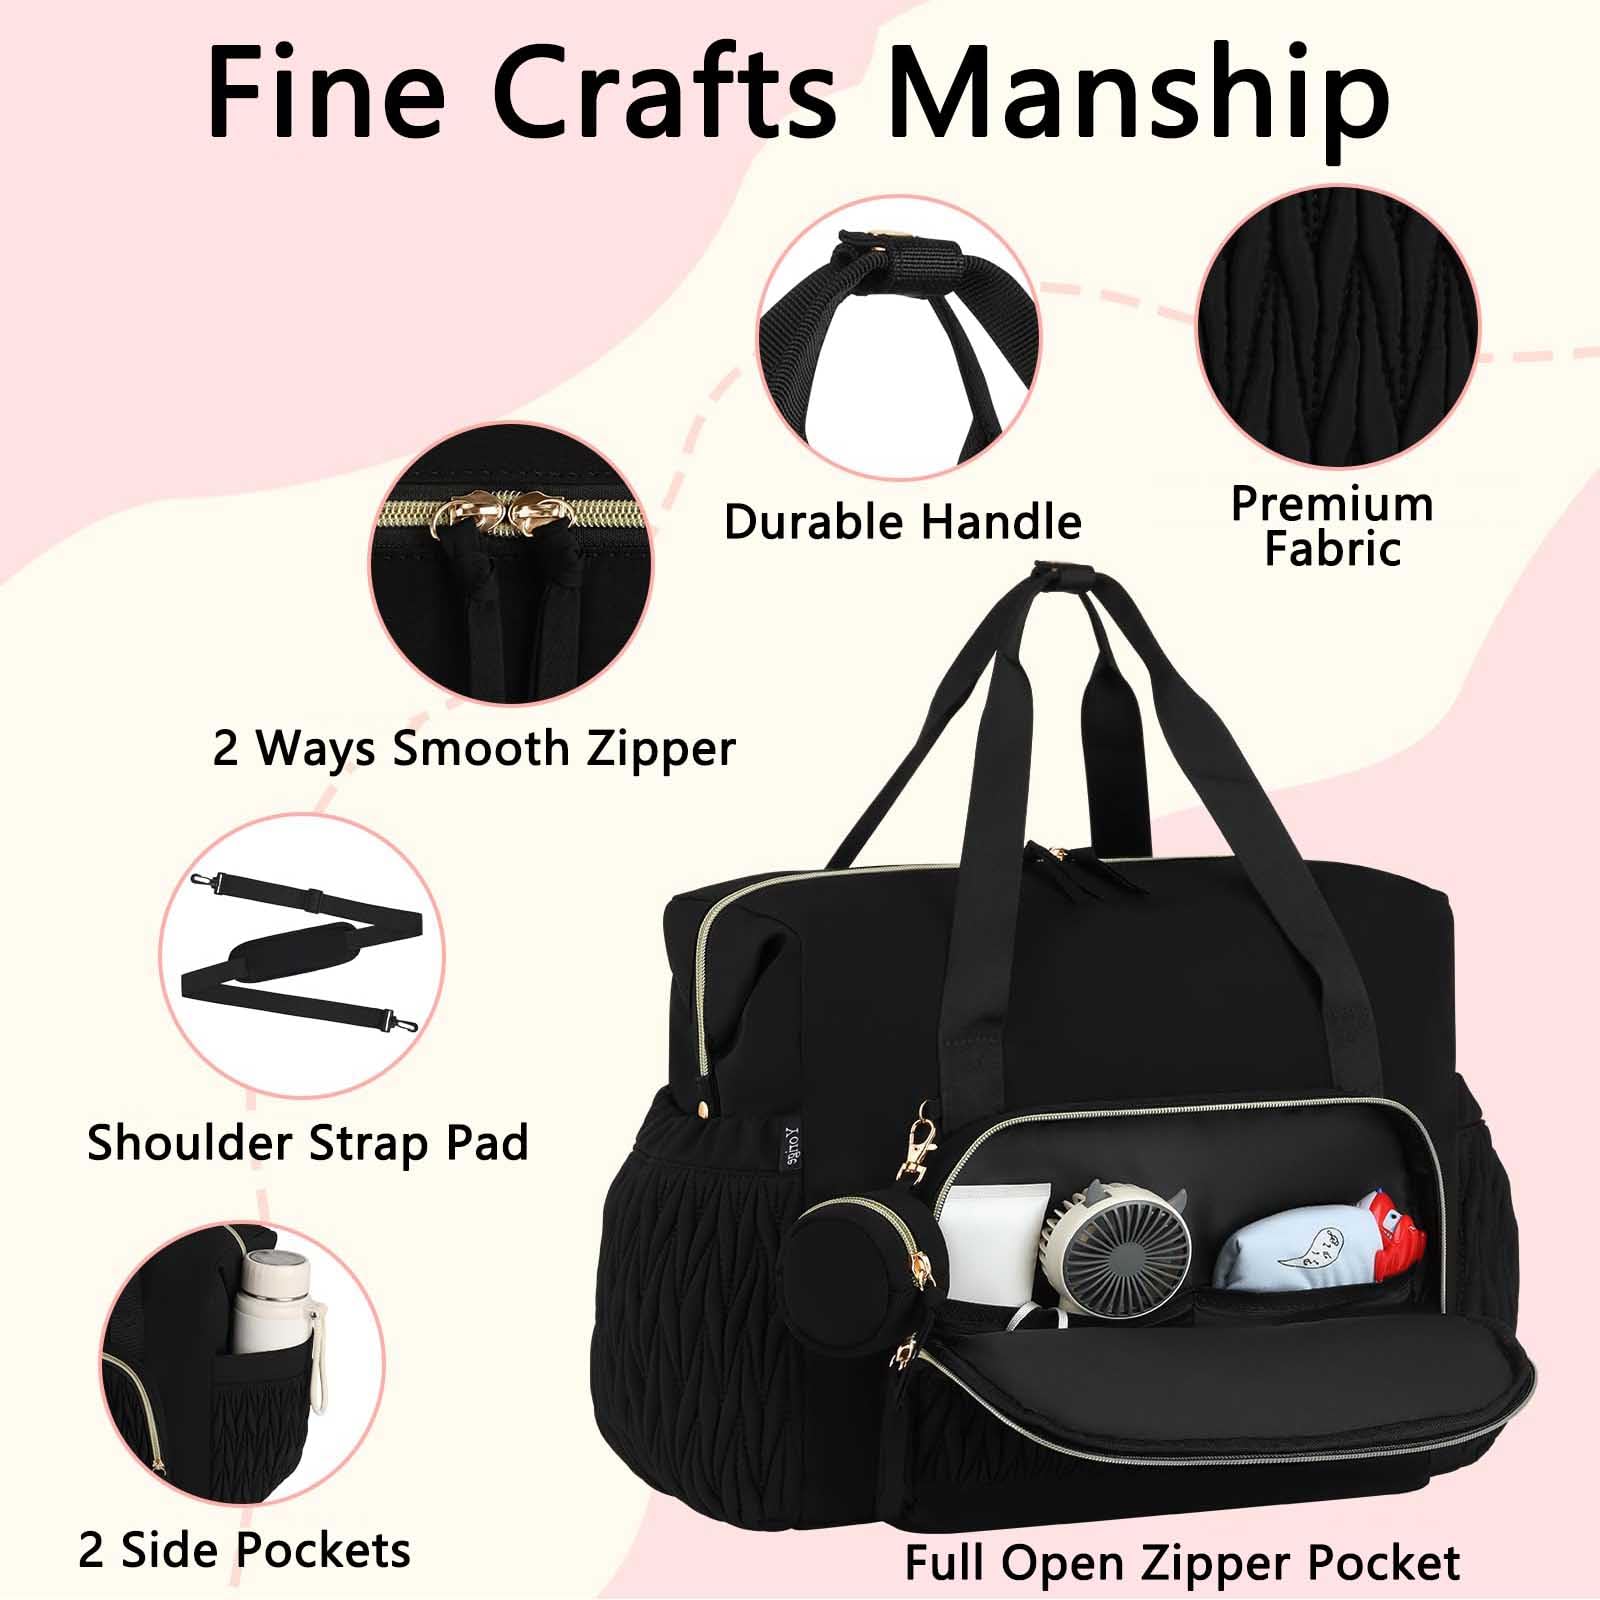 Fine Crafts Manship
Durable Handle
Premium
Fabric
2 Ways Smooth Zipper
Shoulder Strap Pad
2 Side Pockets
Full Open Zipper Pocket